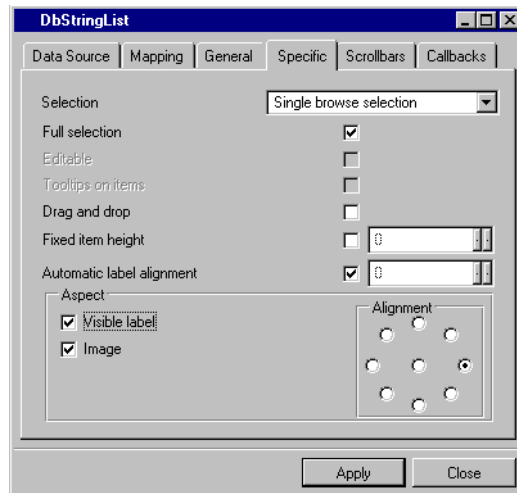 DbStringList
Data Source Mapping General Specific Scrollbars Callbacks
Selection Single browse selection
Full selection
Editable
Tooltips on items
Drag and drop
Fixed item height 0
Automatic label alignment 0
Aspect Alignment
Visible label
Image
Apply Close